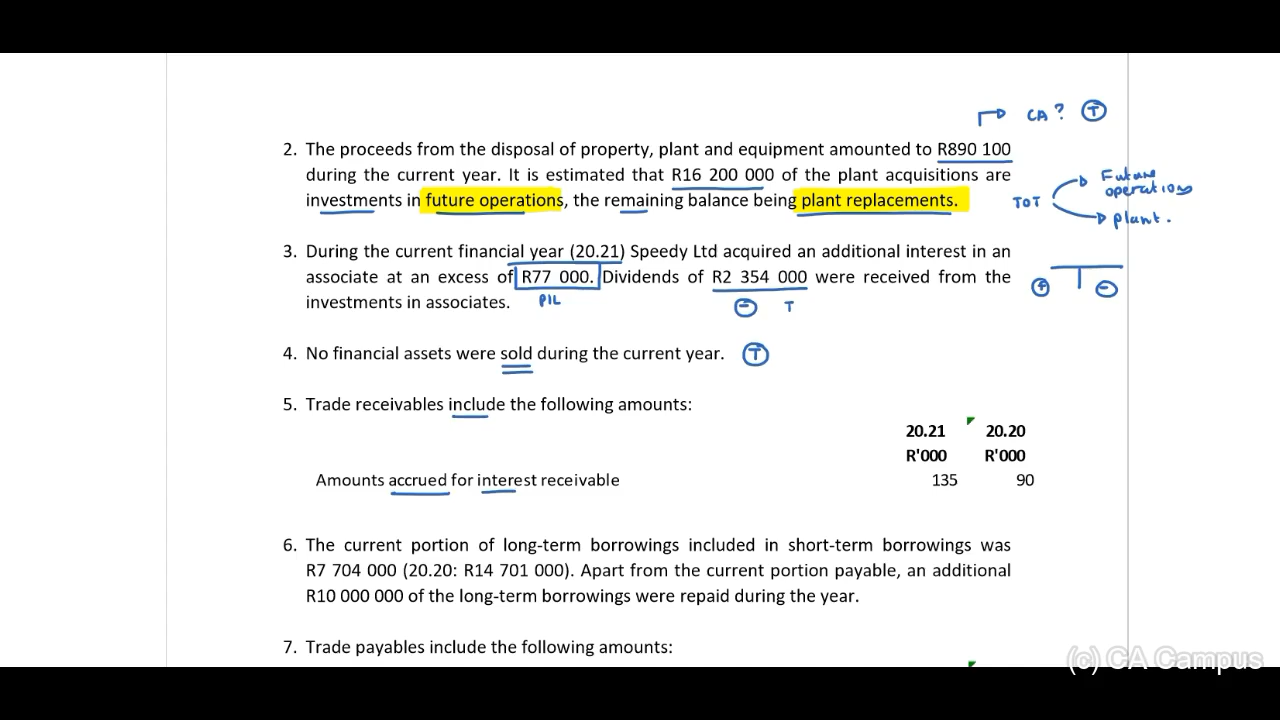 CA? T
2. The proceeds from the disposal of property, plant and equipment amounted to R890 100
during the current year. It is estimated that R16 200 000 of the plant acquisitions are
investments in future operations, the remaining balance being plant replacements.
TOT
Future
operations
plant.
3. During the current financial year (20.21) Speedy Ltd acquired an additional interest in an
associate at an excess of R77 000. Dividends of R2 354 000 were received from the
investments in associates.
P/L
- T
+ -
4. No financial assets were sold during the current year. T
5. Trade receivables include the following amounts:
20.21 20.20
R'000 R'000
Amounts accrued for interest receivable 135 90
6. The current portion of long-term borrowings included in short-term borrowings was
R7 704 000 (20.20: R14 701 000). Apart from the current portion payable, an additional
R10 000 000 of the long-term borrowings were repaid during the year.
7. Trade payables include the following amounts:
(c) CA Campus